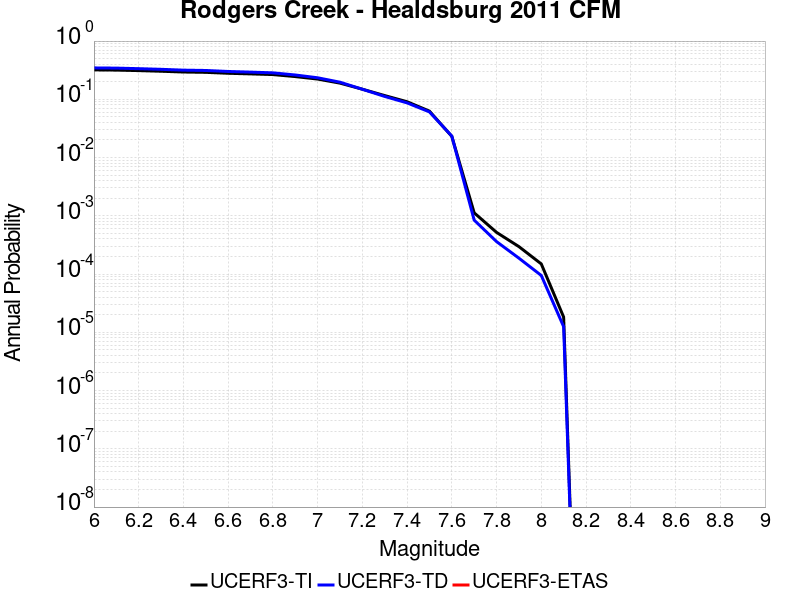 Rodgers Creek - Healdsburg 2011 CFM
Annual Probability
10^0
10^-1
10^-2
10^-3
10^-4
10^-5
10^-6
10^-7
10^-8
6 6.2 6.4 6.6 6.8 7 7.2 7.4 7.6 7.8 8 8.2 8.4 8.6 8.8 9
Magnitude
UCERF3-TI UCERF3-TD UCERF3-ETAS